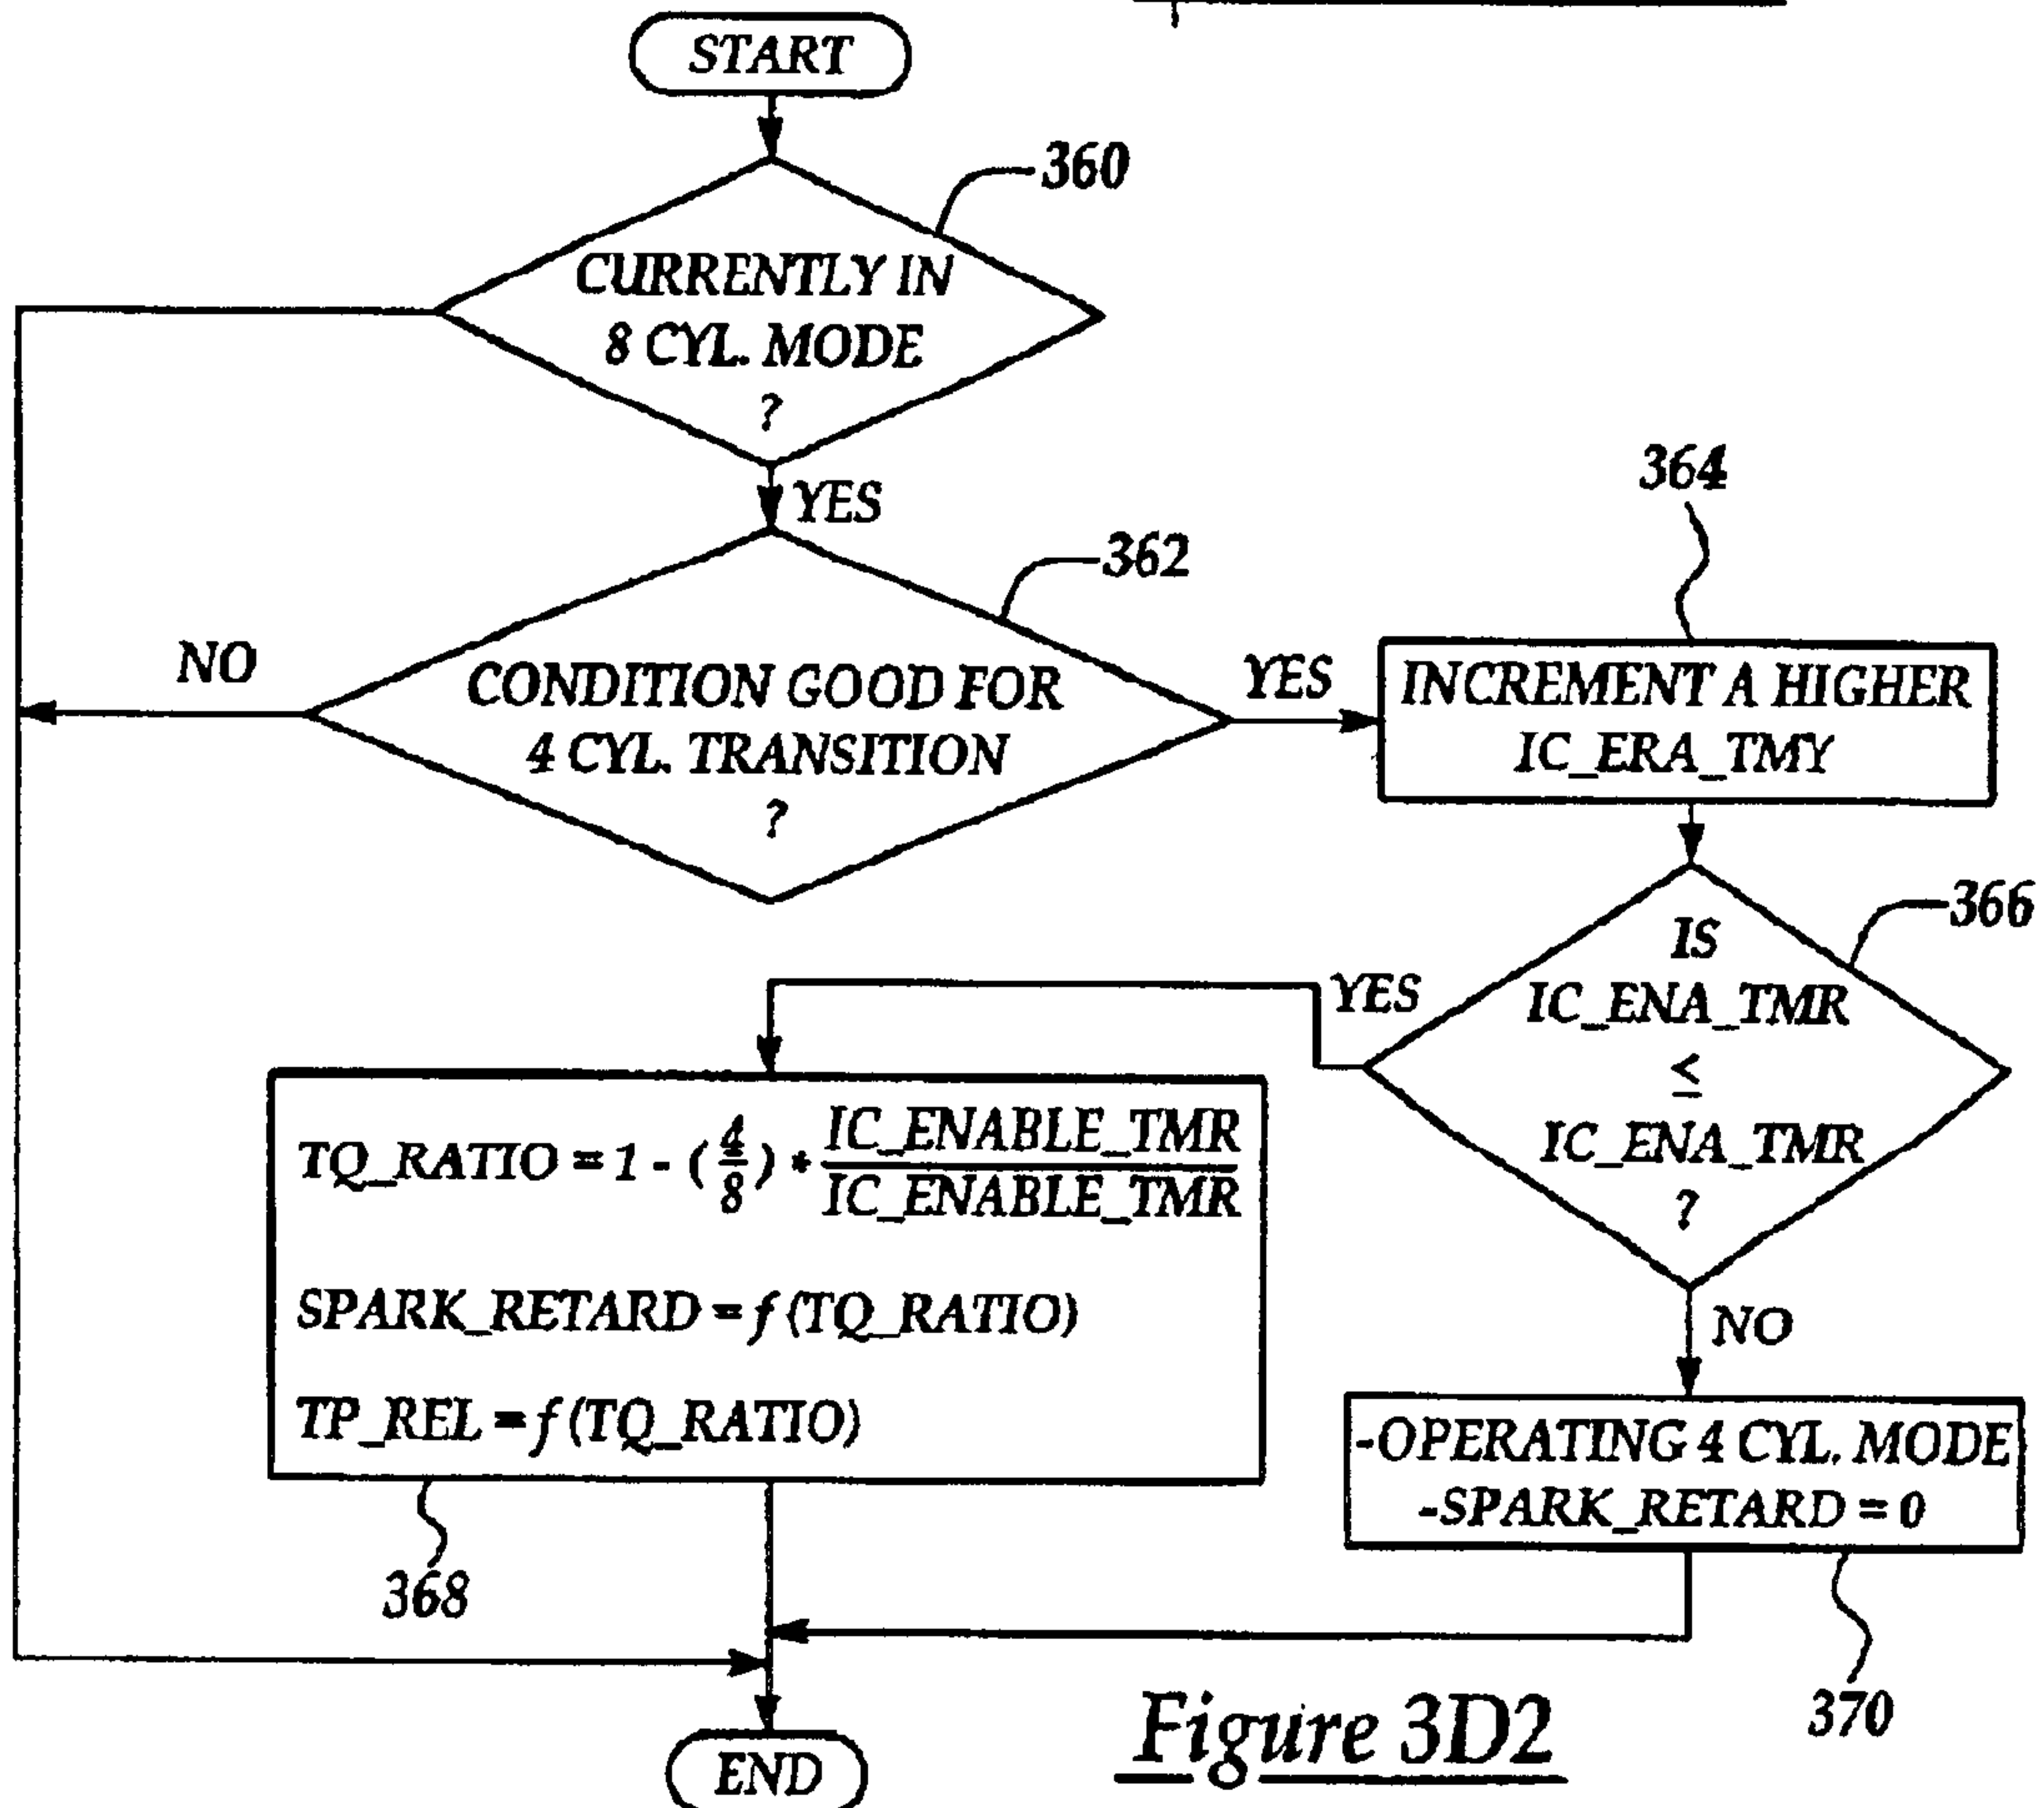 START
360
CURRENTLY IN
8 CYL. MODE
?
YES
362
364
NO
CONDITION GOOD FOR
4 CYL. TRANSITION
?
YES
INCREMENT A HIGHER
IC_ERA_TMY
366
IS
IC_ENA_TMR
≤
IC_ENA_TMR
?
YES
TQ_RATIO = 1 - (4/8) * IC_ENABLE_TMR/IC_ENABLE_TMR
SPARK_RETARD = f (TQ_RATIO)
TP_REL = f (TQ_RATIO)
NO
-OPERATING 4 CYL. MODE
-SPARK_RETARD = 0
368
370
END
Figure 3D2